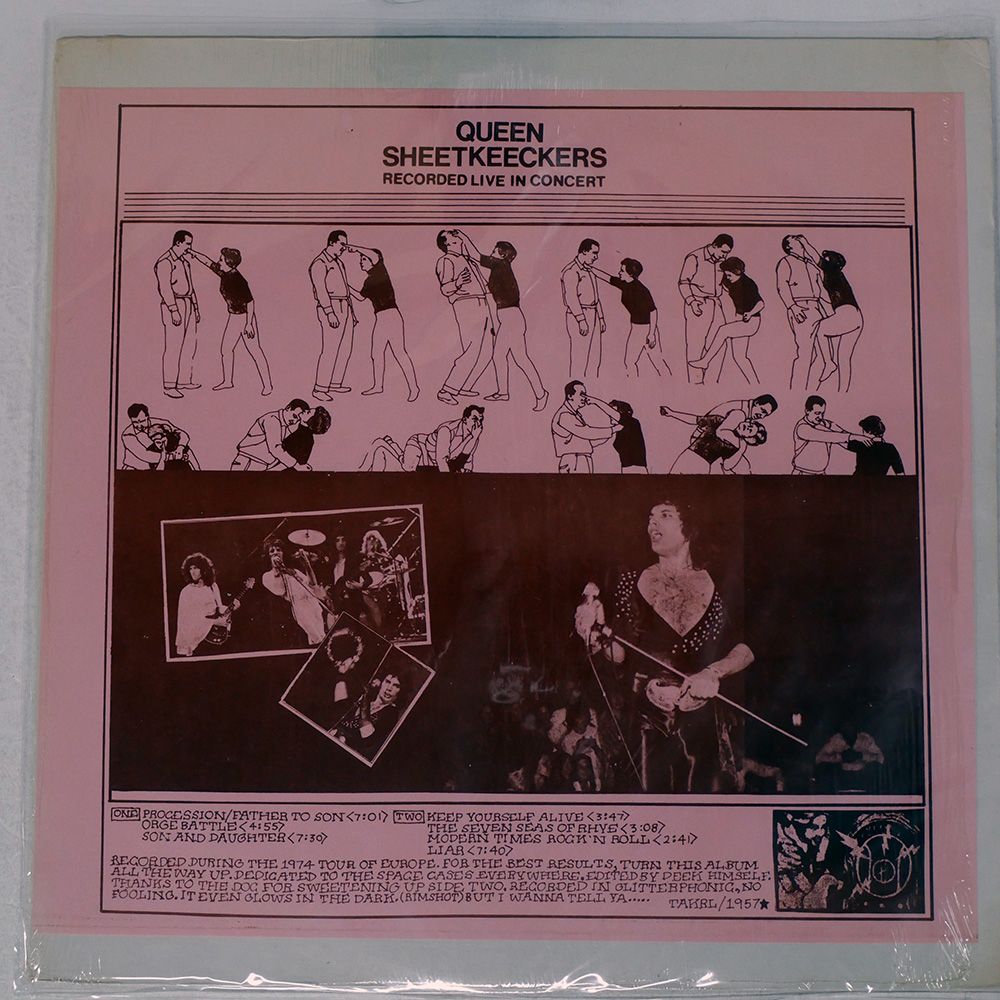 QUEEN
SHEETKEECKERS
RECORDED LIVE IN CONCERT
ONE PROCESSION/FATHER TO SON<7:01> TWO KEEP YOURSELF ALIVE<3:47>
ORGE BATTLE<4:55> THE SEVEN SEAS OF RHYE<3:08>
SON AND DAUGHTER<7:30> MODERN TIMES ROCK'N ROLL<2:41>
LIAR<7:40>
RECORDED DURING THE 1974 TOUR OF EUROPE. FOR THE BEST RESULTS, TURN THIS ALBUM
ALL THE WAY UP. DEDICATED TO THE SPACE CASES EVERYWHERE. EDITED BY DEEK HIMSELF.
THANKS TO THE DOG FOR SWEETENING UP SIDE TWO. RECORDED IN GLITTERPHONIC, NO
FOOLING. IT EVEN GLOWS IN THE DARK. (RIMSHOT) BUT I WANNA TELL YA.....
TAKRL/1957★